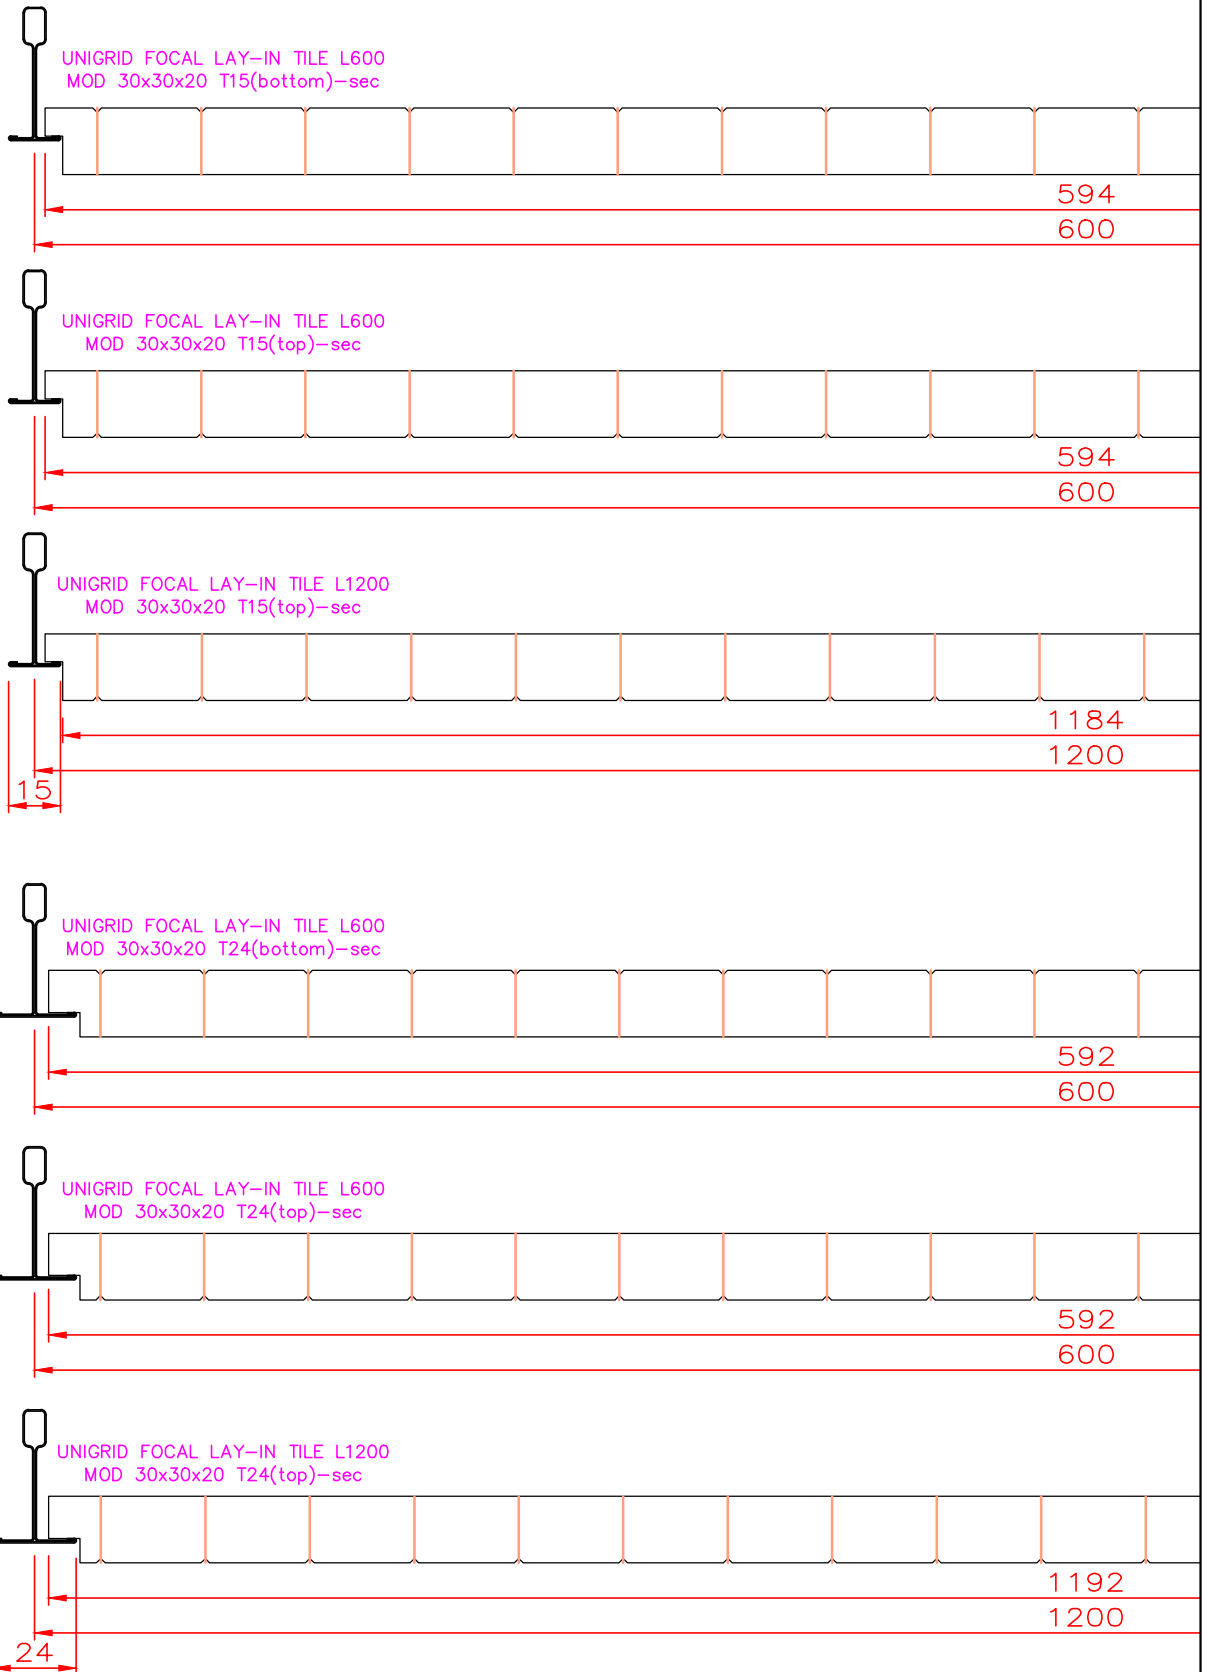 UNIGRID FOCAL LAY-IN TILE L600
MOD 30x30x20 T15(bottom)-sec
594
600
UNIGRID FOCAL LAY-IN TILE L600
MOD 30x30x20 T15(top)-sec
594
600
UNIGRID FOCAL LAY-IN TILE L1200
MOD 30x30x20 T15(top)-sec
1184
1200
15
UNIGRID FOCAL LAY-IN TILE L600
MOD 30x30x20 T24(bottom)-sec
592
600
UNIGRID FOCAL LAY-IN TILE L600
MOD 30x30x20 T24(top)-sec
592
600
UNIGRID FOCAL LAY-IN TILE L1200
MOD 30x30x20 T24(top)-sec
1192
1200
24